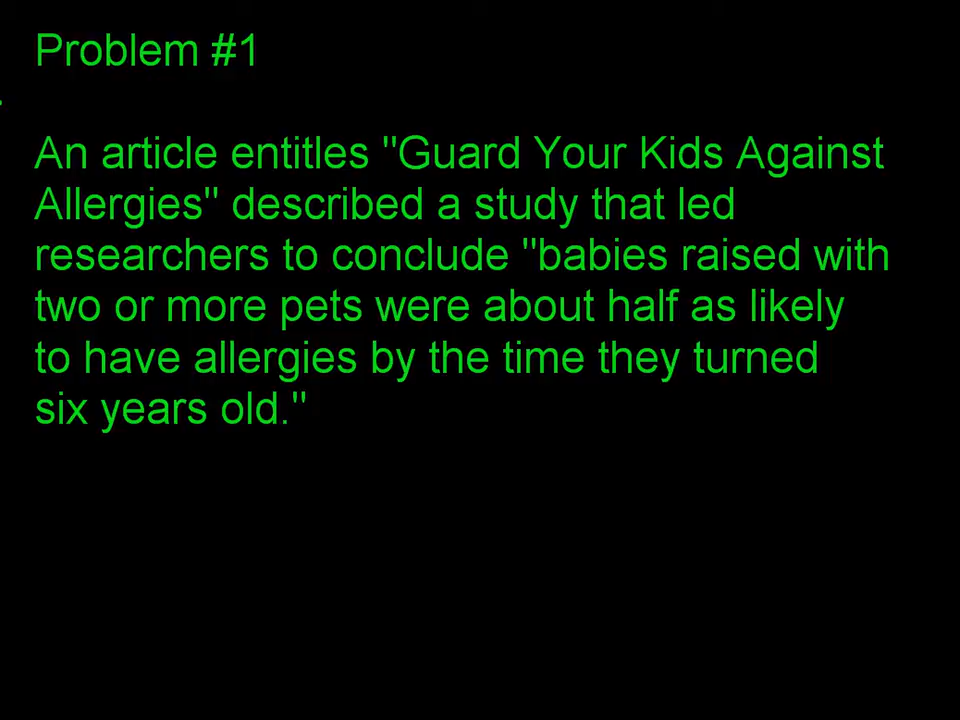 Problem #1
An article entitles "Guard Your Kids Against
Allergies" described a study that led
researchers to conclude "babies raised with
two or more pets were about half as likely
to have allergies by the time they turned
six years old."